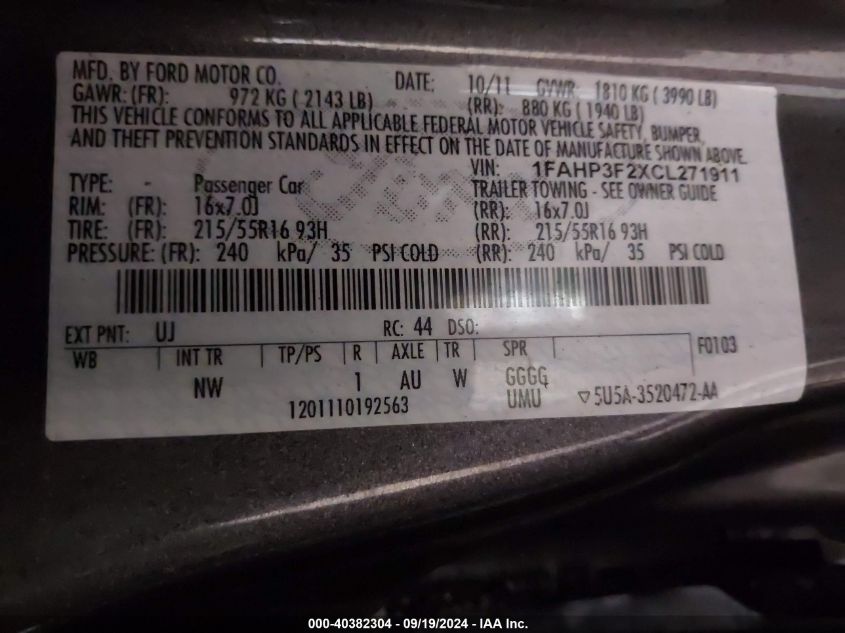 MFD. BY FORD MOTOR CO. DATE: 10/11 GVWR: 1810 KG ( 3990 LB)
GAWR: (FR): 972 KG ( 2143 LB) (RR): 880 KG ( 1940 LB)
THIS VEHICLE CONFORMS TO ALL APPLICABLE FEDERAL MOTOR VEHICLE SAFETY, BUMPER,
AND THEFT PREVENTION STANDARDS IN EFFECT ON THE DATE OF MANUFACTURE SHOWN ABOVE.
VIN: 1FAHP3F2XCL271911
TYPE: - Passenger Car TRAILER TOWING - SEE OWNER GUIDE
RIM: (FR): 16x7.0J (RR): 16x7.0J
TIRE: (FR): 215/55R16 93H (RR): 215/55R16 93H
PRESSURE: (FR): 240 kPa/ 35 PSI COLD (RR): 240 kPa/ 35 PSI COLD
EXT PNT: UJ RC: 44 DSO:
WB INT TR TP/PS R AXLE TR SPR F0103
NW 1 AU W GGGG
1201110192563 UMU ▽5U5A-3520472-AA
000-40382304 - 09/19/2024 - IAA Inc.